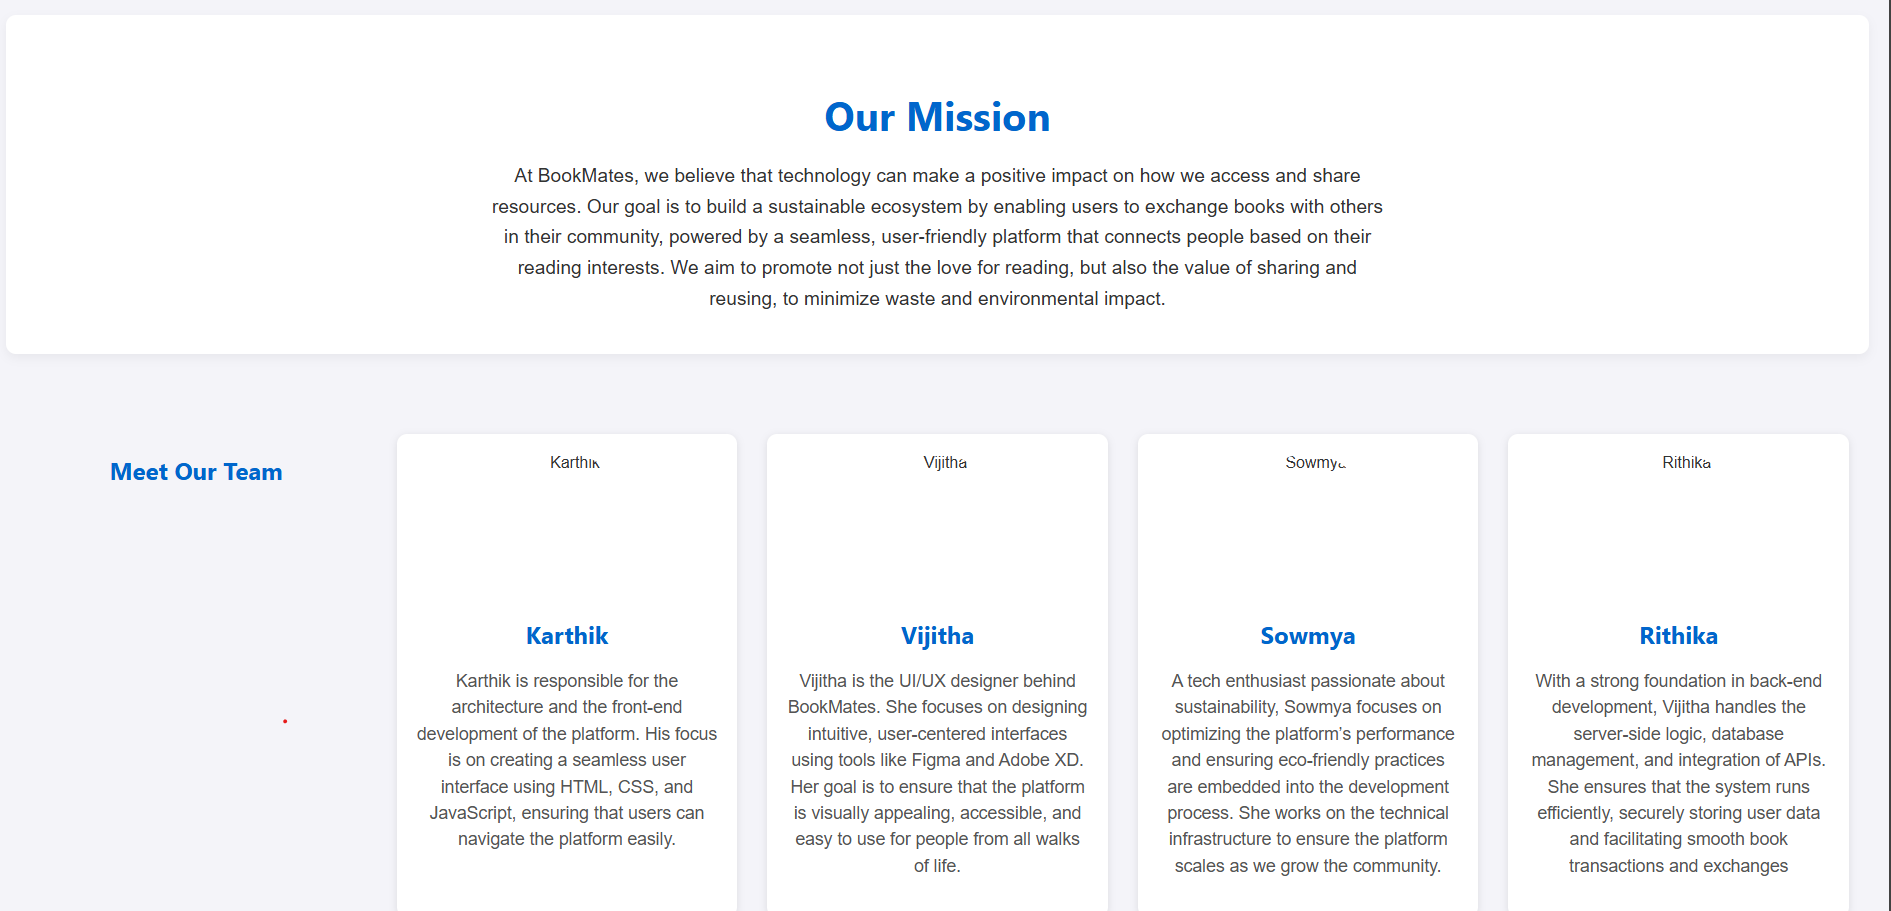 Our Mission
At BookMates, we believe that technology can make a positive impact on how we access and share
resources. Our goal is to build a sustainable ecosystem by enabling users to exchange books with others
in their community, powered by a seamless, user-friendly platform that connects people based on their
reading interests. We aim to promote not just the love for reading, but also the value of sharing and
reusing, to minimize waste and environmental impact.
Meet Our Team
Karthik
Karthik
Karthik is responsible for the
architecture and the front-end
development of the platform. His focus
is on creating a seamless user
interface using HTML, CSS, and
JavaScript, ensuring that users can
navigate the platform easily.
Vijitha
Vijitha
Vijitha is the UI/UX designer behind
BookMates. She focuses on designing
intuitive, user-centered interfaces
using tools like Figma and Adobe XD.
Her goal is to ensure that the platform
is visually appealing, accessible, and
easy to use for people from all walks
of life.
Sowmya
Sowmya
A tech enthusiast passionate about
sustainability, Sowmya focuses on
optimizing the platform’s performance
and ensuring eco-friendly practices
are embedded into the development
process. She works on the technical
infrastructure to ensure the platform
scales as we grow the community.
Rithika
Rithika
With a strong foundation in back-end
development, Vijitha handles the
server-side logic, database
management, and integration of APIs.
She ensures that the system runs
efficiently, securely storing user data
and facilitating smooth book
transactions and exchanges